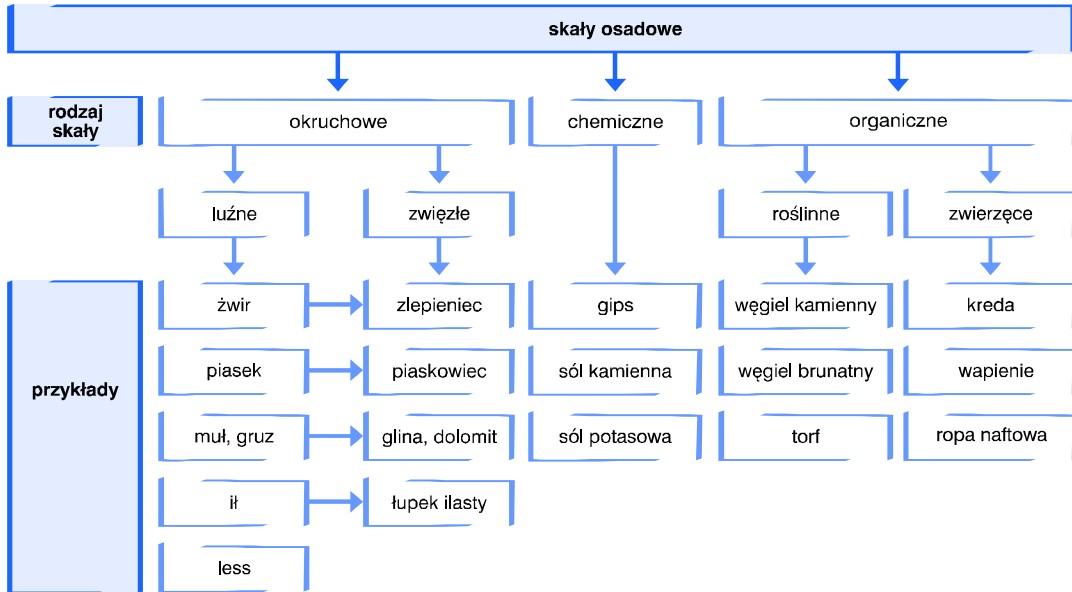 skały osadowe
rodzaj
skały
okruchowe
chemiczne
organiczne
luźne
zwięzłe
roślinne
zwierzęce
przykłady
żwir
zlepieniec
gips
węgiel kamienny
kreda
piasek
piaskowiec
sól kamienna
węgiel brunatny
wapienie
muł, gruz
glina, dolomit
sól potasowa
torf
ropa naftowa
ił
łupek ilasty
less